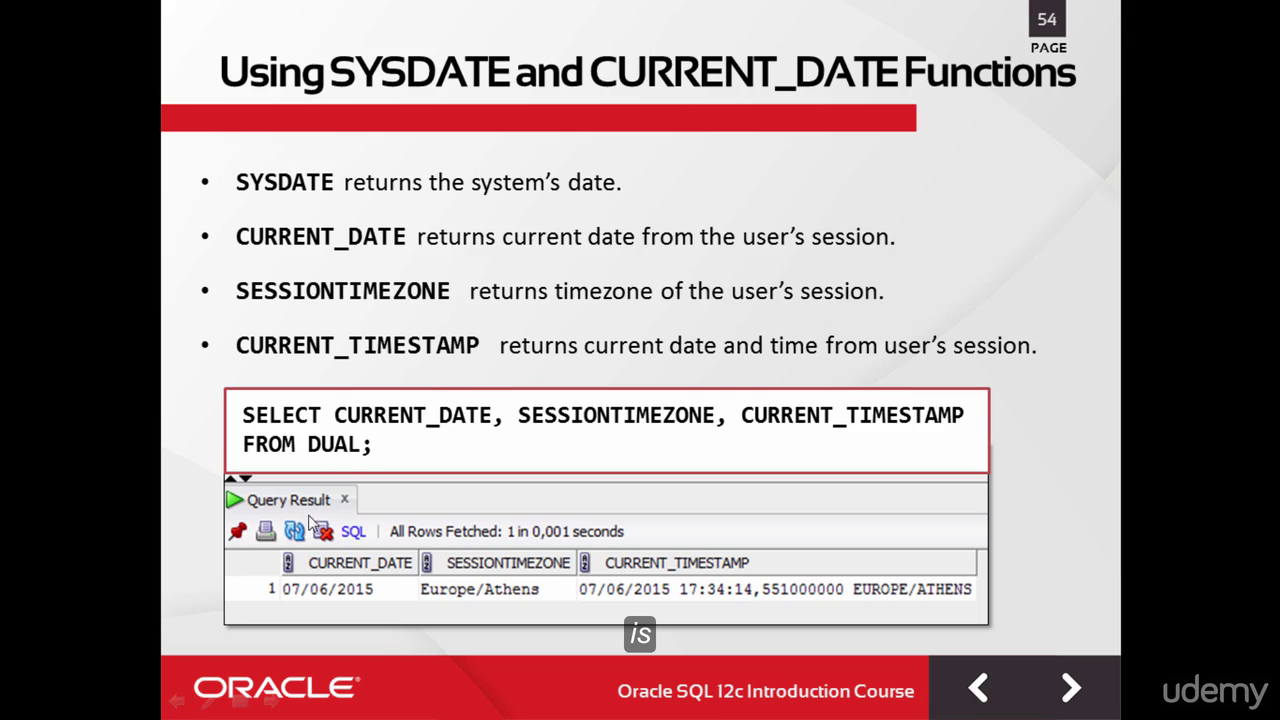 54
PAGE
Using SYSDATE and CURRENT_DATE Functions
• SYSDATE returns the system’s date.
• CURRENT_DATE returns current date from the user’s session.
• SESSIONTIMEZONE returns timezone of the user’s session.
• CURRENT_TIMESTAMP returns current date and time from user’s session.
SELECT CURRENT_DATE, SESSIONTIMEZONE, CURRENT_TIMESTAMP
FROM DUAL;
Query Result x
SQL | All Rows Fetched: 1 in 0,001 seconds
CURRENT_DATE SESSIONTIMEZONE CURRENT_TIMESTAMP
1 07/06/2015 Europe/Athens 07/06/2015 17:34:14,551000000 EUROPE/ATHENS
is
ORACLE® Oracle SQL 12c Introduction Course
udemy